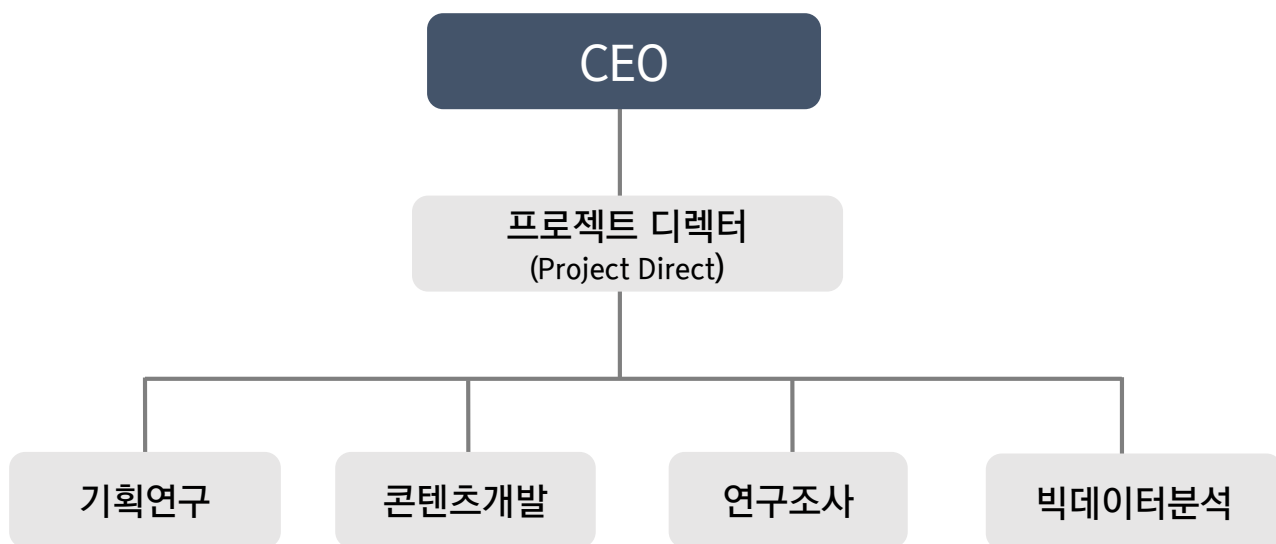 CEO
프로젝트 디렉터
(Project Direct)
기획연구
콘텐츠개발
연구조사
빅데이터분석